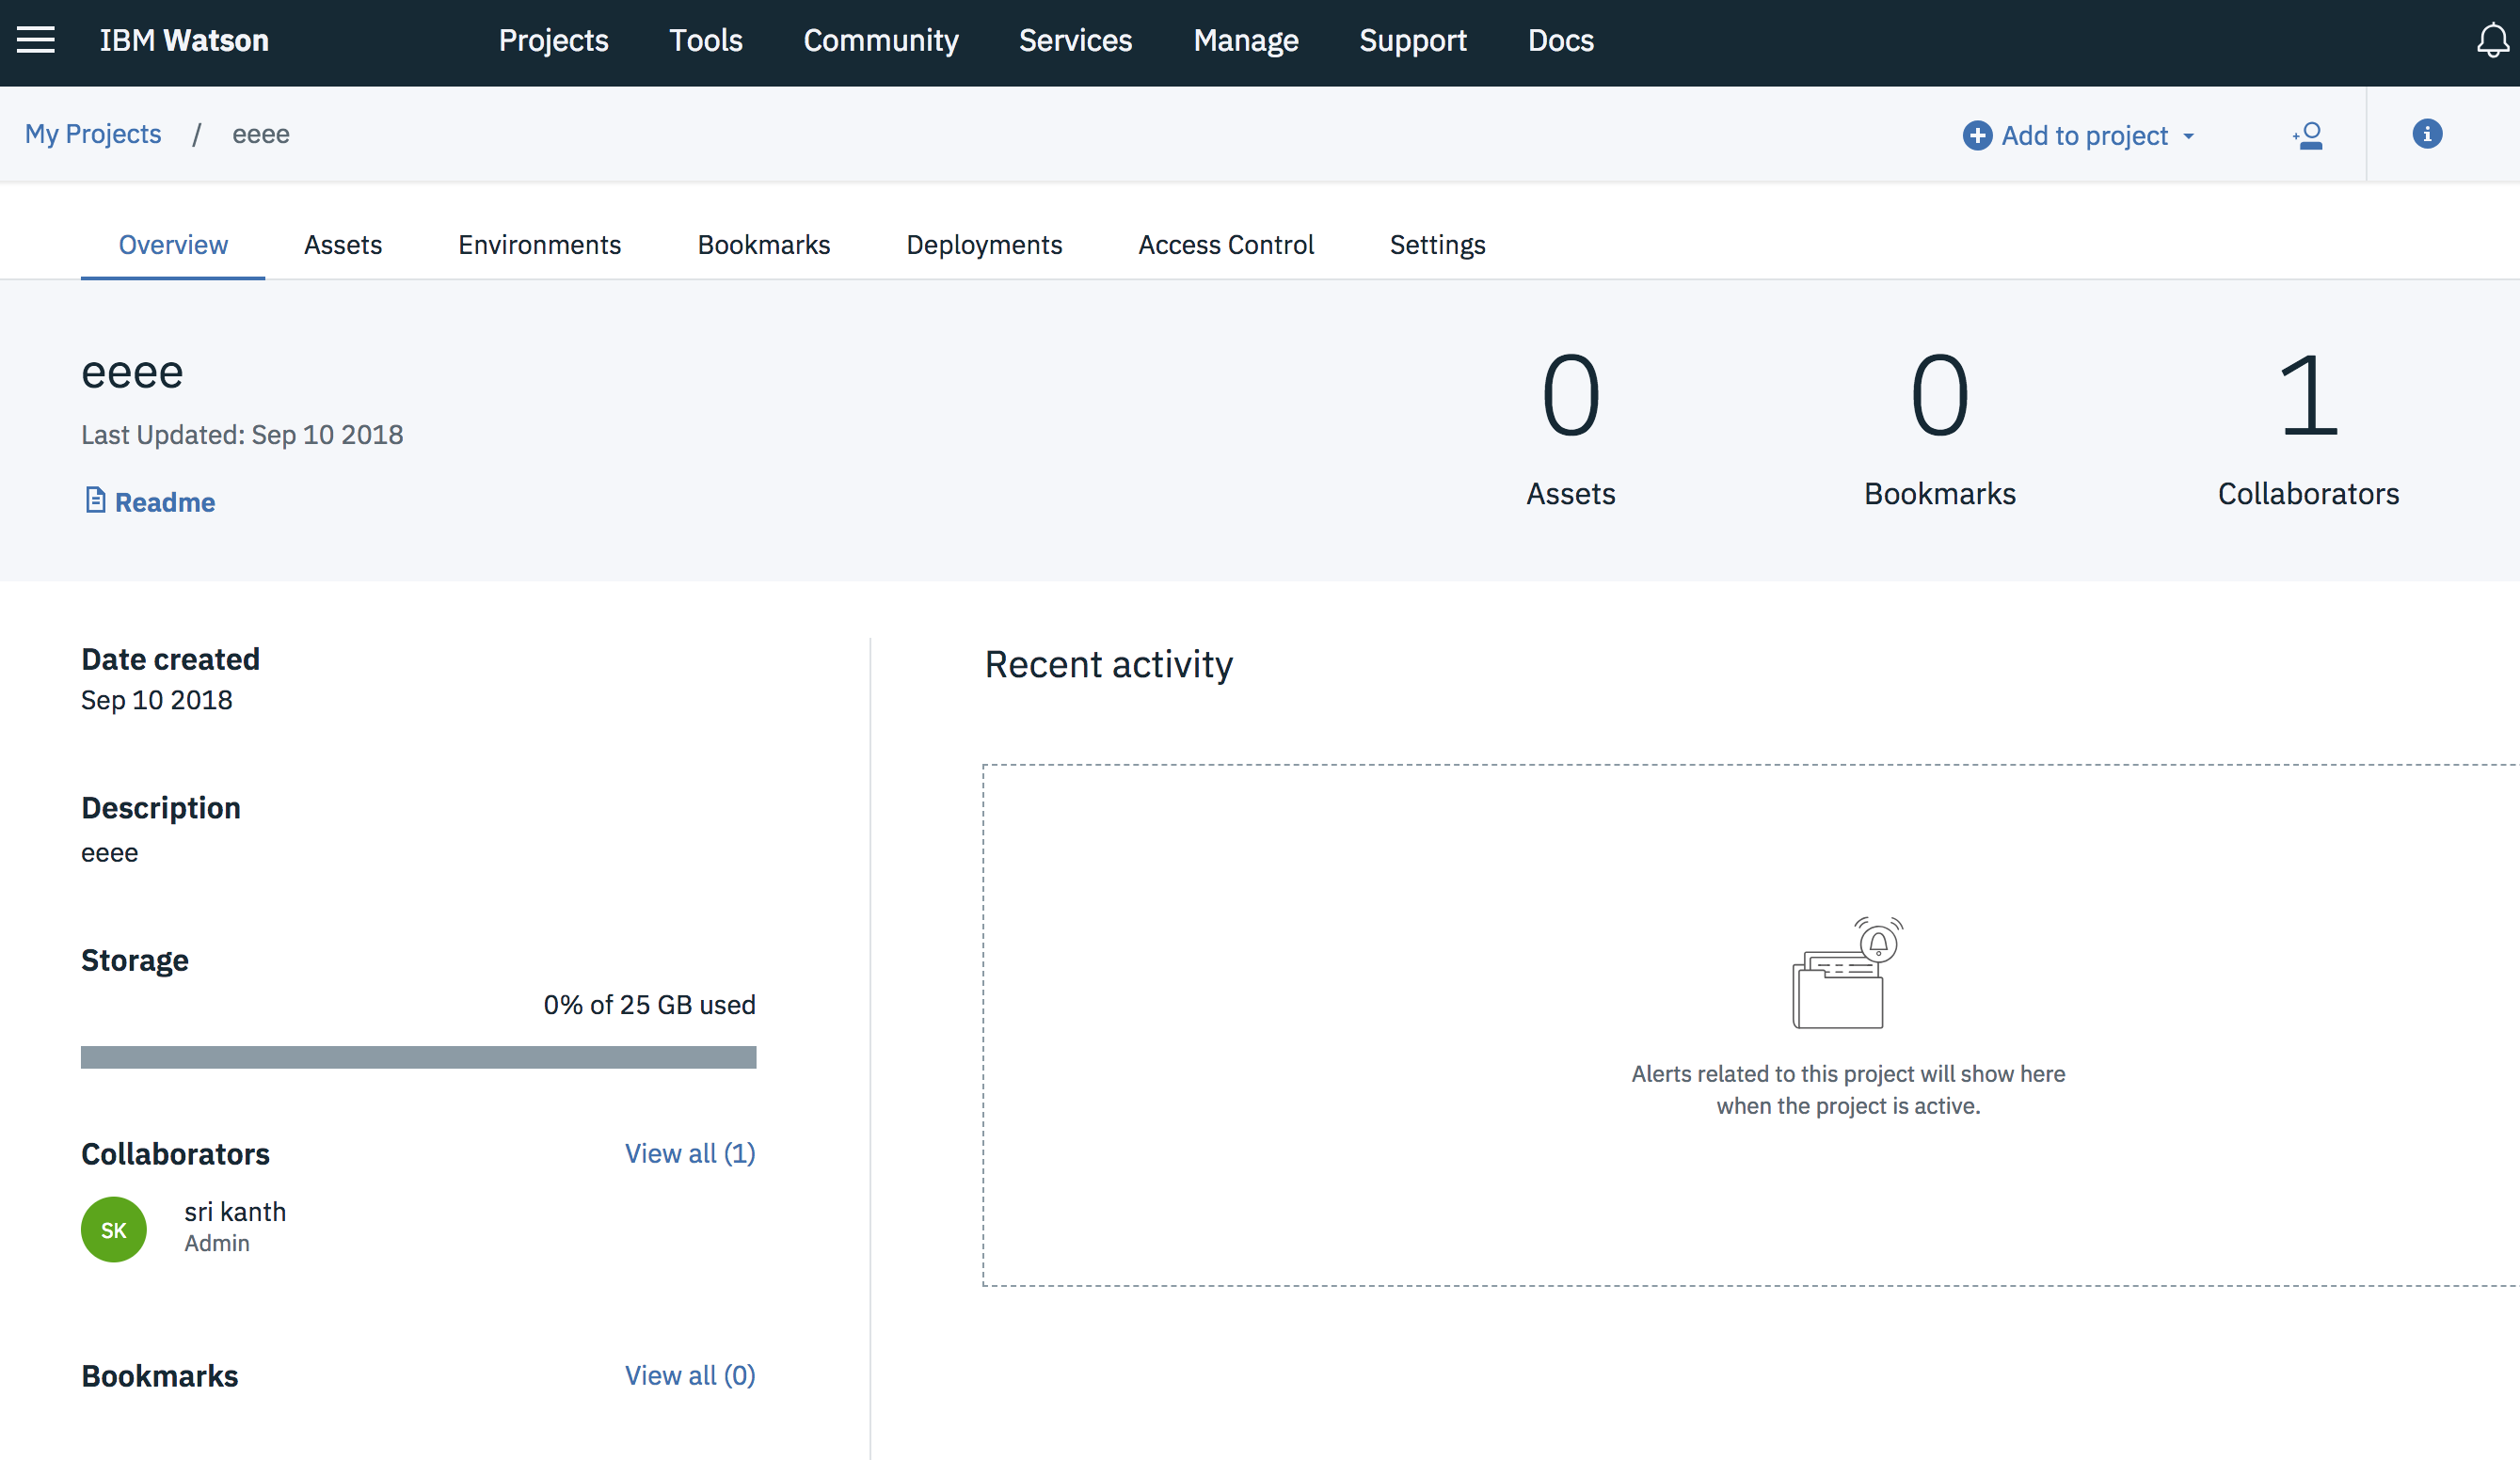 IBM Watson Projects Tools Community Services Manage Support Docs
My Projects / eeee Add to project
Overview Assets Environments Bookmarks Deployments Access Control Settings
eeee
Last Updated: Sep 10 2018
Readme
0 0 1
Assets Bookmarks Collaborators
Date created
Sep 10 2018
Description
eeee
Storage
0% of 25 GB used
Collaborators View all (1)
SK
sri kanth
Admin
Bookmarks View all (0)
Recent activity
Alerts related to this project will show here
when the project is active.